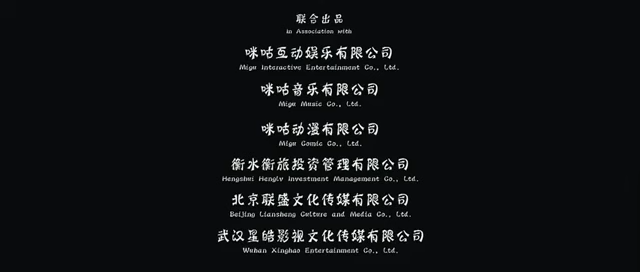 联合出品
In Association with
咪咕互动娱乐有限公司
Migu Interactive Entertainment Co., Ltd.
咪咕音乐有限公司
Migu Music Co., Ltd.
咪咕动漫有限公司
Migu Comic Co., Ltd.
衡水衡旅投资管理有限公司
Hengshui Henglv Investment Management Co., Ltd.
北京联盛文化传媒有限公司
Beijing Liansheng Culture and Media Co., Ltd.
武汉星皓影视文化传媒有限公司
Wuhan Xinghao Entertainment Co., Ltd.